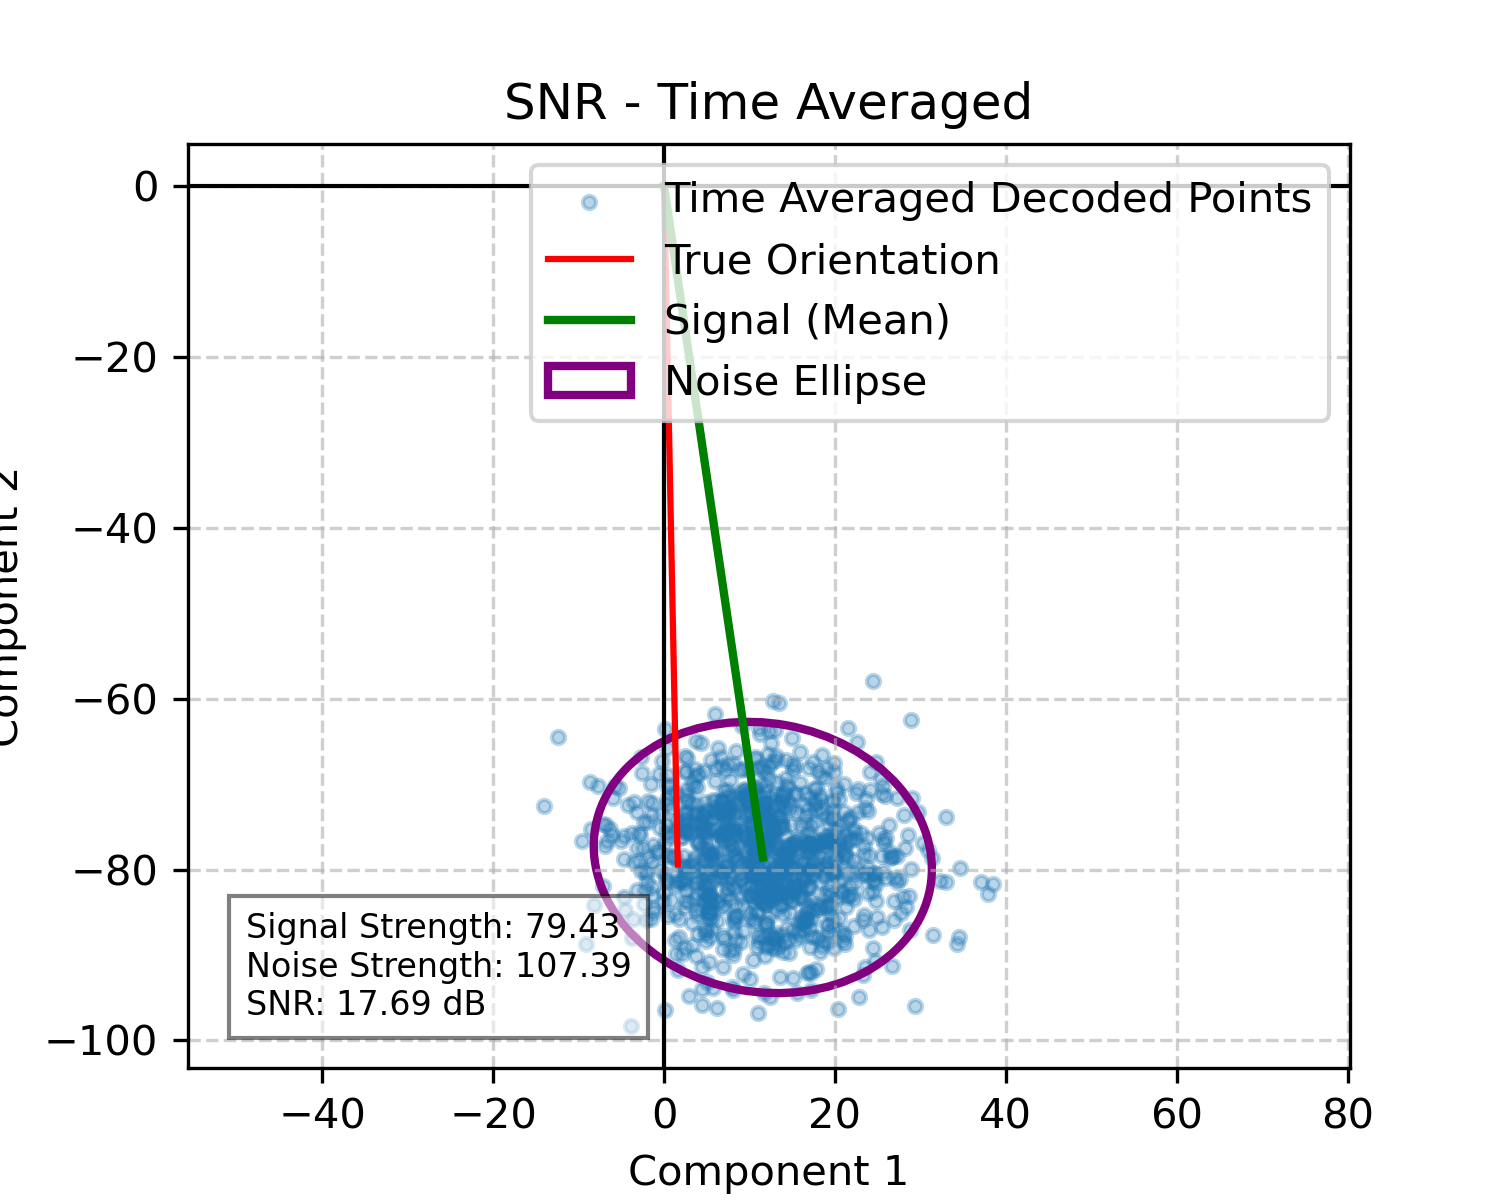 SNR - Time Averaged
Time Averaged Decoded Points
True Orientation
Signal (Mean)
Noise Ellipse
0
−20
−40
−60
−80
−100
Component 2
Signal Strength: 79.43
Noise Strength: 107.39
SNR: 17.69 dB
−40
−20
0
20
40
60
80
Component 1